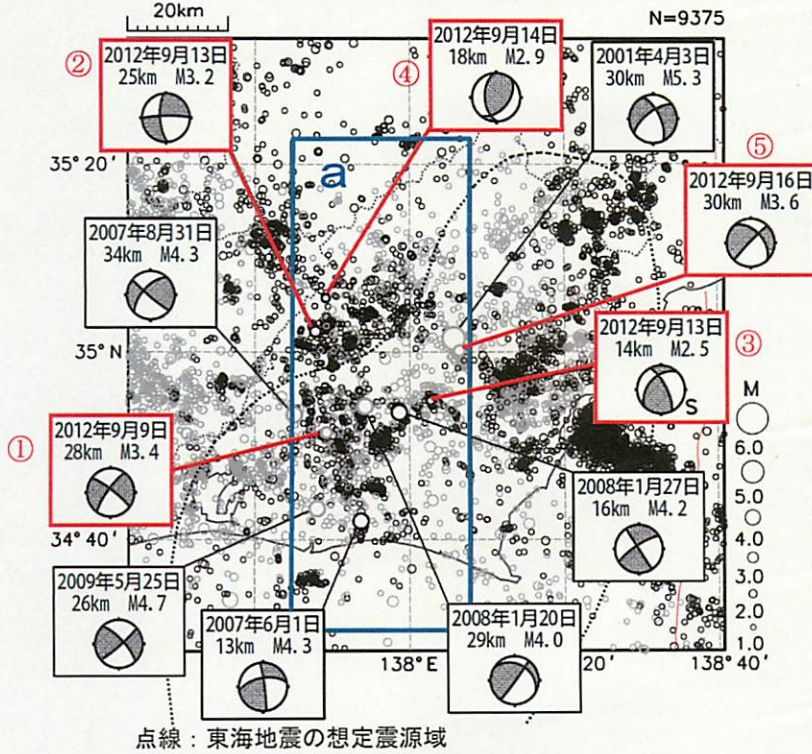 20km
N=9375
②
2012年9月13日
25km M3.2
④
2012年9月14日
18km M2.9
2001年4月3日
30km M5.3
⑤
2012年9月16日
30km M3.6
35°20′
a
2007年8月31日
34km M4.3
35°N
2012年9月13日
14km M2.5
S
③
①
2012年9月9日
28km M3.4
M
6.0
5.0
4.0
3.0
2.0
1.0
2008年1月27日
16km M4.2
34°40′
2009年5月25日
26km M4.7
2007年6月1日
13km M4.3
2008年1月20日
29km M4.0
138°E
20′
138°40′
点線：東海地震の想定震源域